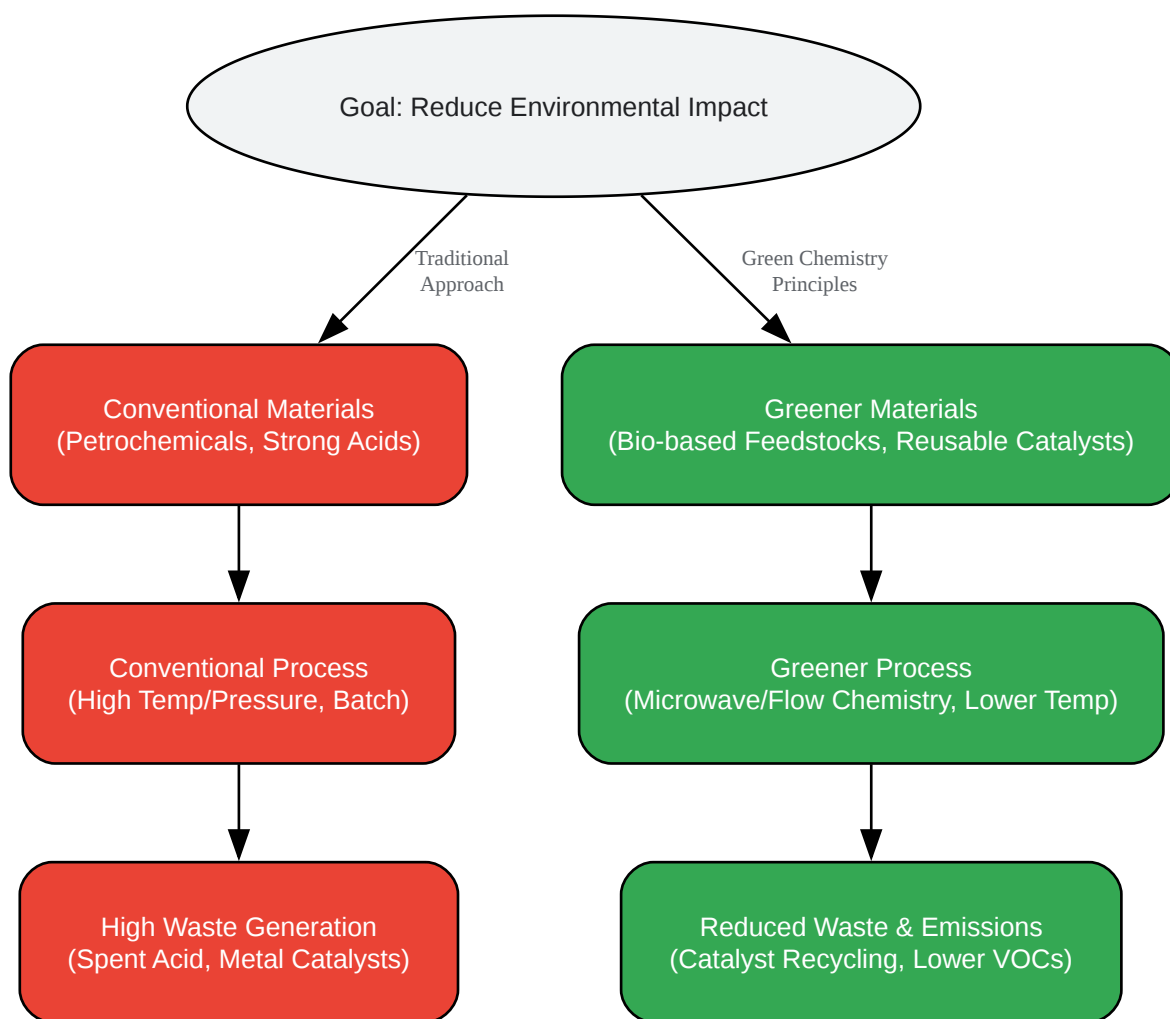 Goal: Reduce Environmental Impact
Traditional
Approach
Green Chemistry
Principles
Conventional Materials
(Petrochemicals, Strong Acids)
Greener Materials
(Bio-based Feedstocks, Reusable Catalysts)
Conventional Process
(High Temp/Pressure, Batch)
Greener Process
(Microwave/Flow Chemistry, Lower Temp)
High Waste Generation
(Spent Acid, Metal Catalysts)
Reduced Waste & Emissions
(Catalyst Recycling, Lower VOCs)